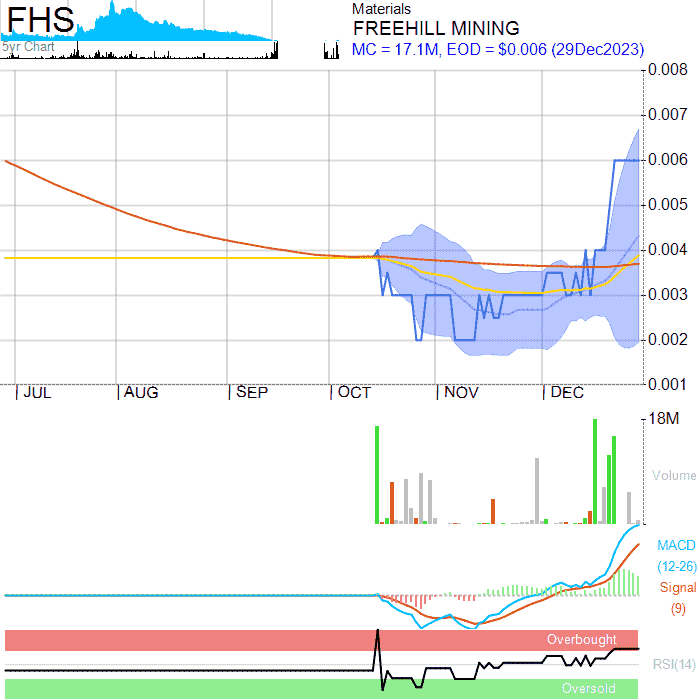 FHS
5yr Chart
Materials
FREEHILL MINING
MC = 17.1M, EOD = $0.006 (29Dec2023)
0.008
0.007
0.006
0.005
0.004
0.003
0.002
0.001
JUL AUG SEP OCT NOV DEC
18M
Volume
MACD
(12-26)
Signal
(9)
Overbought
RSI(14)
Oversold